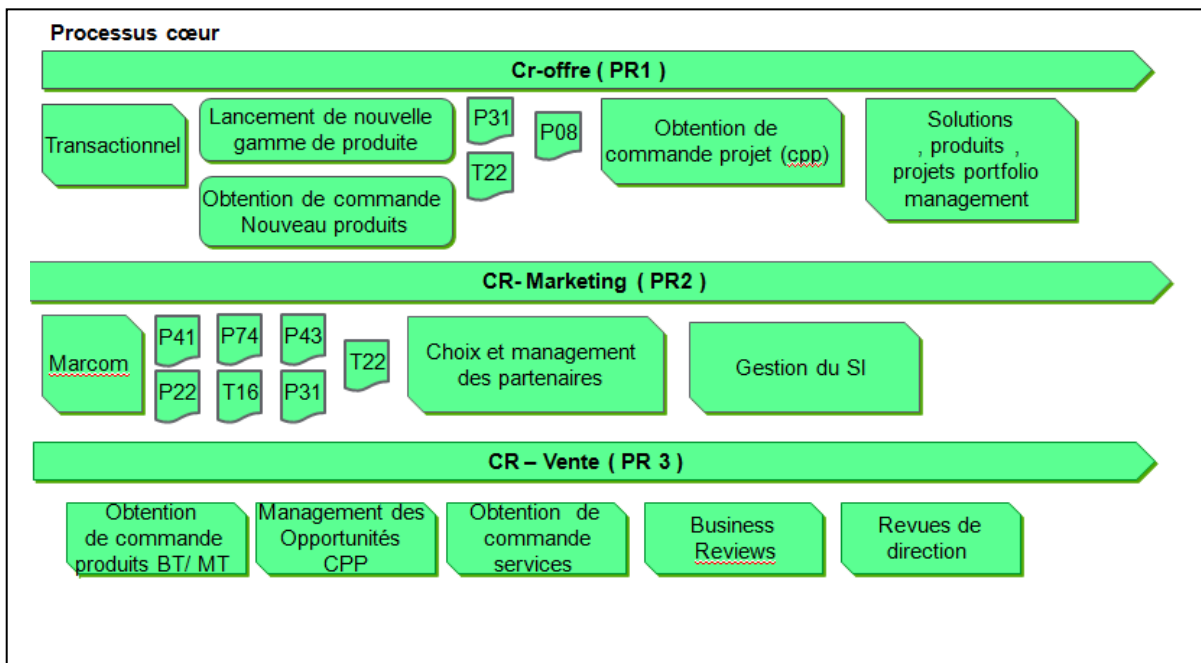 Processus cœur
Cr-offre ( PR1 )
Transactionnel
Lancement de nouvelle
gamme de produite
Obtention de commande
Nouveau produits
P31
T22
P08
Obtention de
commande projet (cpp)
Solutions
, produits ,
projets portfolio
management
CR- Marketing ( PR2 )
Marcom
P41
P74
P43
P22
T16
P31
T22
Choix et management
des partenaires
Gestion du SI
CR – Vente ( PR 3 )
Obtention
de commande
produits BT/ MT
Management des
Opportunités
CPP
Obtention de
commande
services
Business
Reviews
Revues de
direction